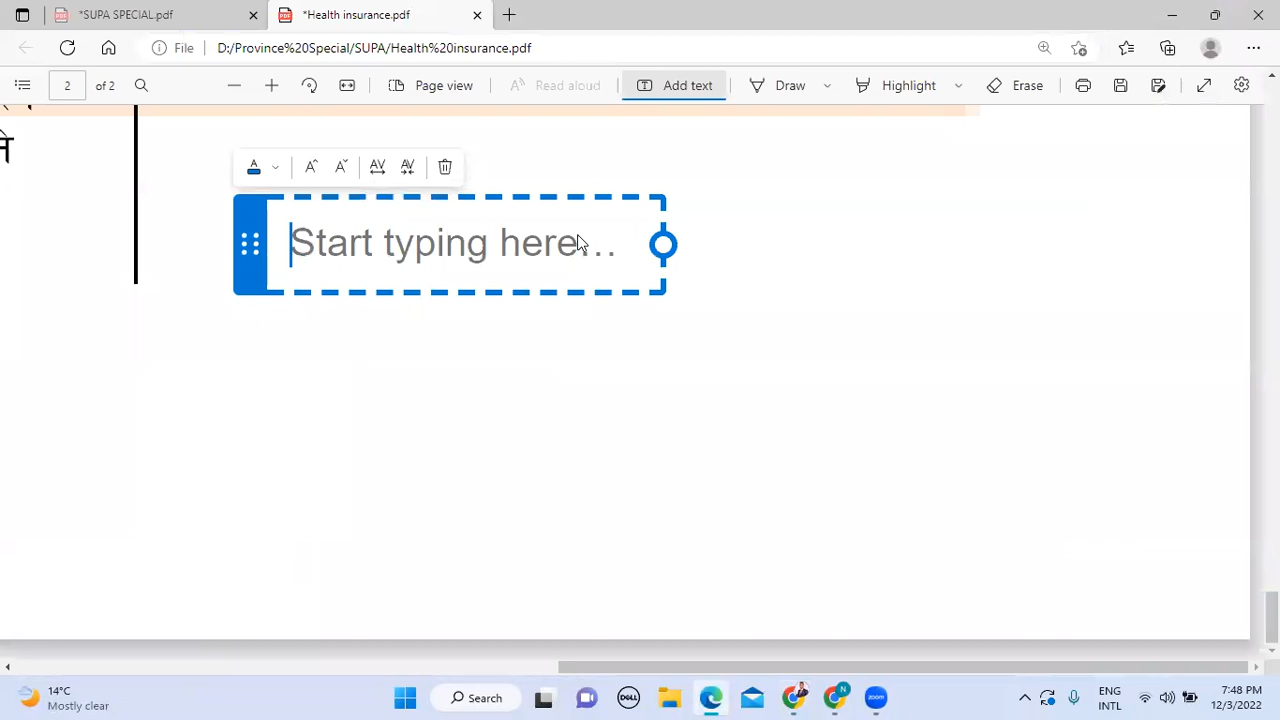 *SUPA SPECIAL.pdf
*Health insurance.pdf
File
D:/Province%20Special/SUPA/Health%20insurance.pdf
2
of 2
Page view
Read aloud
Add text
Draw
Highlight
Erase
Start typing here...
14°C
Mostly clear
Search
DELL
N
zoom
ENG
INTL
7:48 PM
12/3/2022